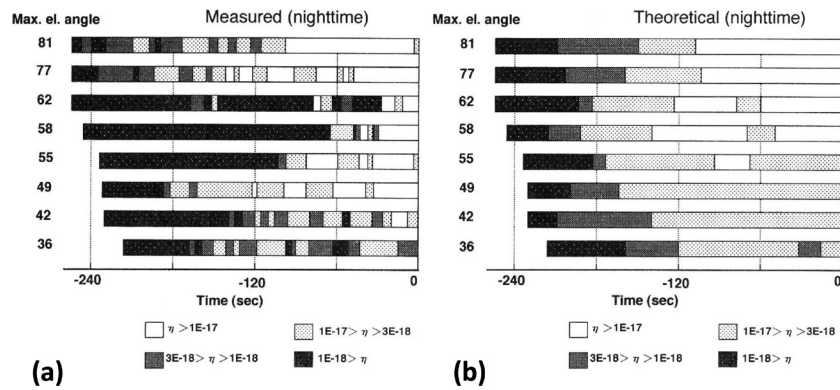 Max. el. angle Measured (nighttime)
81
77
62
58
55
49
42
36
-240 -120 0
Time (sec)
η >1E-17 1E-17> η >3E-18
3E-18> η >1E-18 1E-18> η
(a)
Max. el. angle Theoretical (nighttime)
81
77
62
58
55
49
42
36
-240 -120 0
Time (sec)
η >1E-17 1E-17> η >3E-18
3E-18> η >1E-18 1E-18> η
(b)